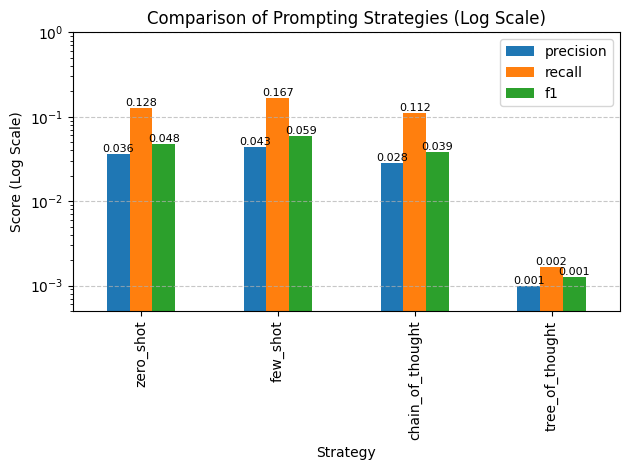 Comparison of Prompting Strategies (Log Scale)
10⁰
10⁻¹
10⁻²
10⁻³
Score (Log Scale)
precision
recall
f1
0.036
0.128
0.048
0.043
0.167
0.059
0.028
0.112
0.039
0.001
0.002
0.001
zero_shot
few_shot
chain_of_thought
tree_of_thought
Strategy